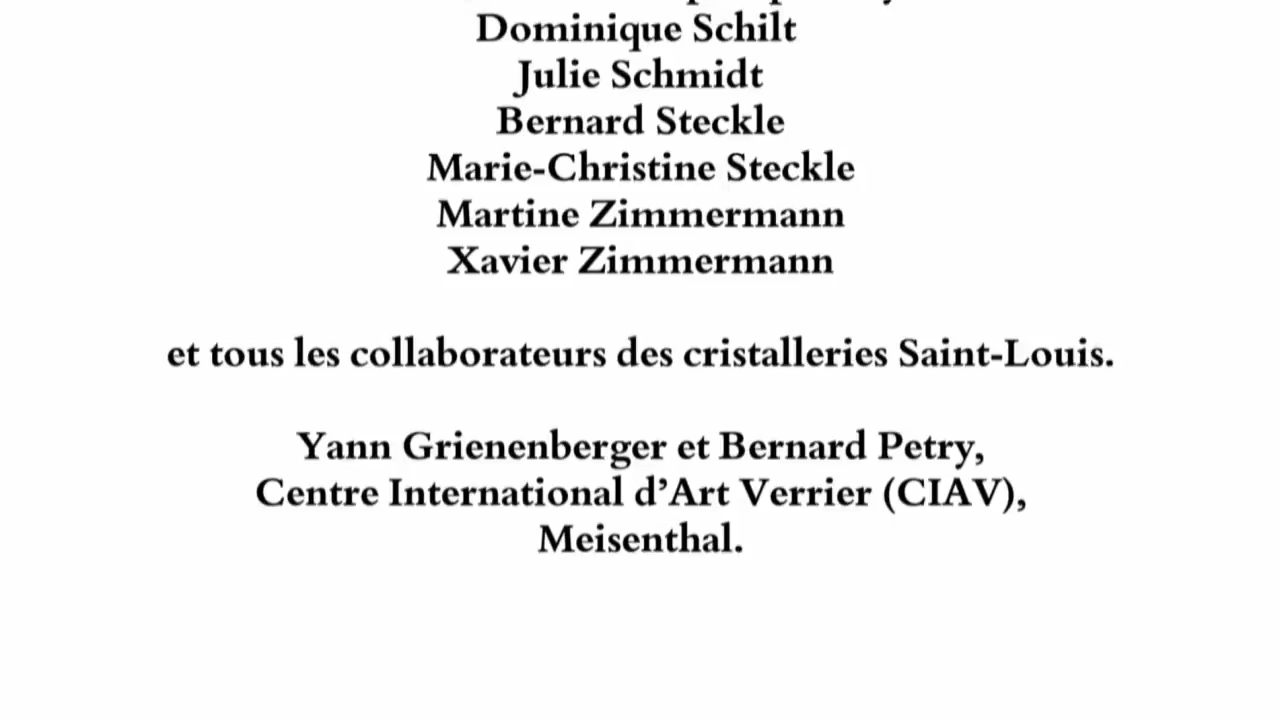 Dominique Schilt
Julie Schmidt
Bernard Steckle
Marie-Christine Steckle
Martine Zimmermann
Xavier Zimmermann
et tous les collaborateurs des cristalleries Saint-Louis.
Yann Grienenberger et Bernard Petry,
Centre International d’Art Verrier (CIAV),
Meisenthal.